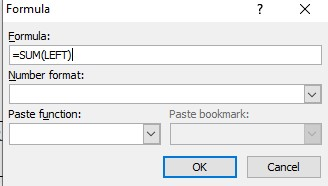 Formula
Formula:
=SUM(LEFT)
Number format:
Paste function: Paste bookmark:
OK Cancel